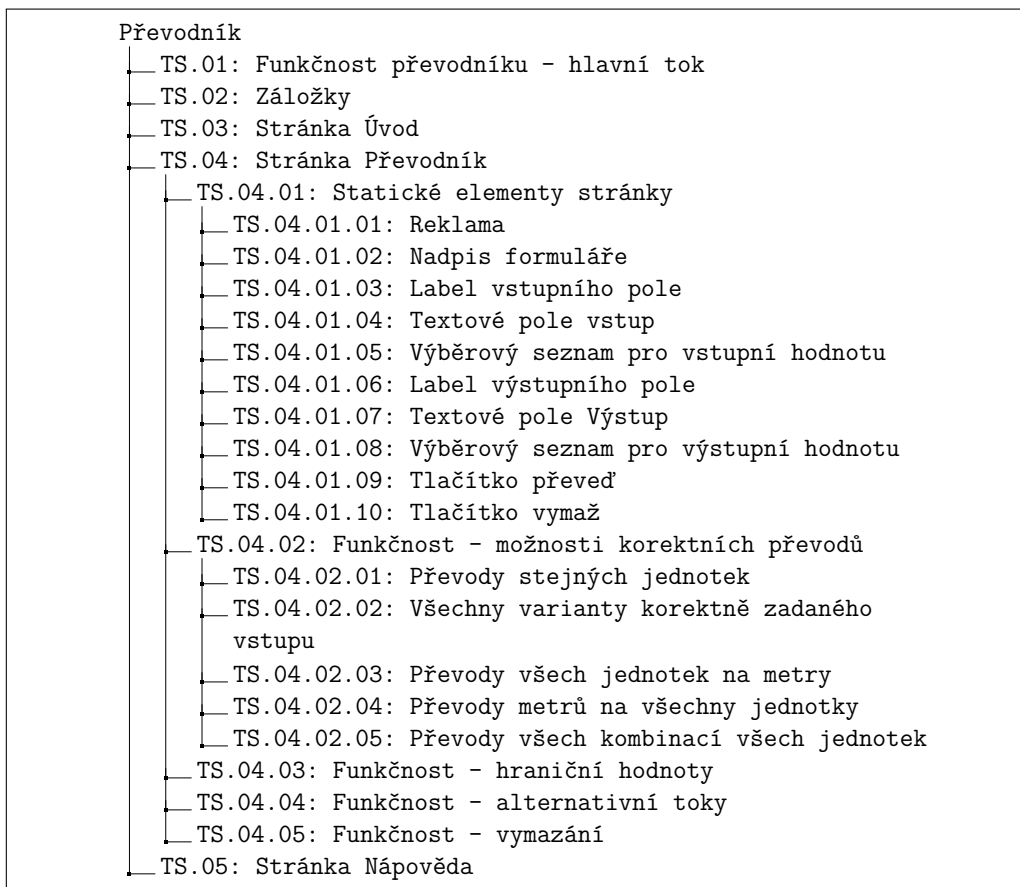 Převodník
TS.01: Funkčnost převodníku - hlavní tok
TS.02: Záložky
TS.03: Stránka Úvod
TS.04: Stránka Převodník
TS.04.01: Statické elementy stránky
TS.04.01.01: Reklama
TS.04.01.02: Nadpis formuláře
TS.04.01.03: Label vstupního pole
TS.04.01.04: Textové pole vstup
TS.04.01.05: Výběrový seznam pro vstupní hodnotu
TS.04.01.06: Label výstupního pole
TS.04.01.07: Textové pole Výstup
TS.04.01.08: Výběrový seznam pro výstupní hodnotu
TS.04.01.09: Tlačítko převeď
TS.04.01.10: Tlačítko vymaž
TS.04.02: Funkčnost - možnosti korektních převodů
TS.04.02.01: Převody stejných jednotek
TS.04.02.02: Všechny varianty korektně zadaného
vstupu
TS.04.02.03: Převody všech jednotek na metry
TS.04.02.04: Převody metrů na všechny jednotky
TS.04.02.05: Převody všech kombinací všech jednotek
TS.04.03: Funkčnost - hraniční hodnoty
TS.04.04: Funkčnost - alternativní toky
TS.04.05: Funkčnost - vymazání
TS.05: Stránka Nápověda